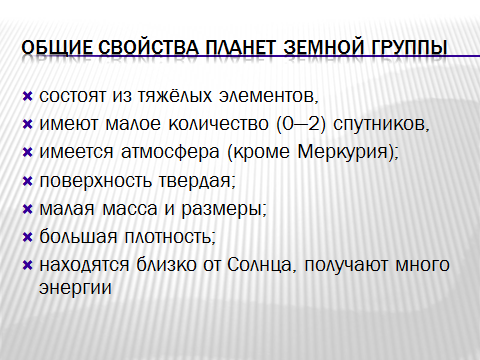 ОБЩИЕ СВОЙСТВА ПЛАНЕТ ЗЕМНОЙ ГРУППЫ
состоят из тяжёлых элементов,
имеют малое количество (0—2) спутников,
имеется атмосфера (кроме Меркурия);
поверхность твердая;
малая масса и размеры;
большая плотность;
находятся близко от Солнца, получают много
энергии